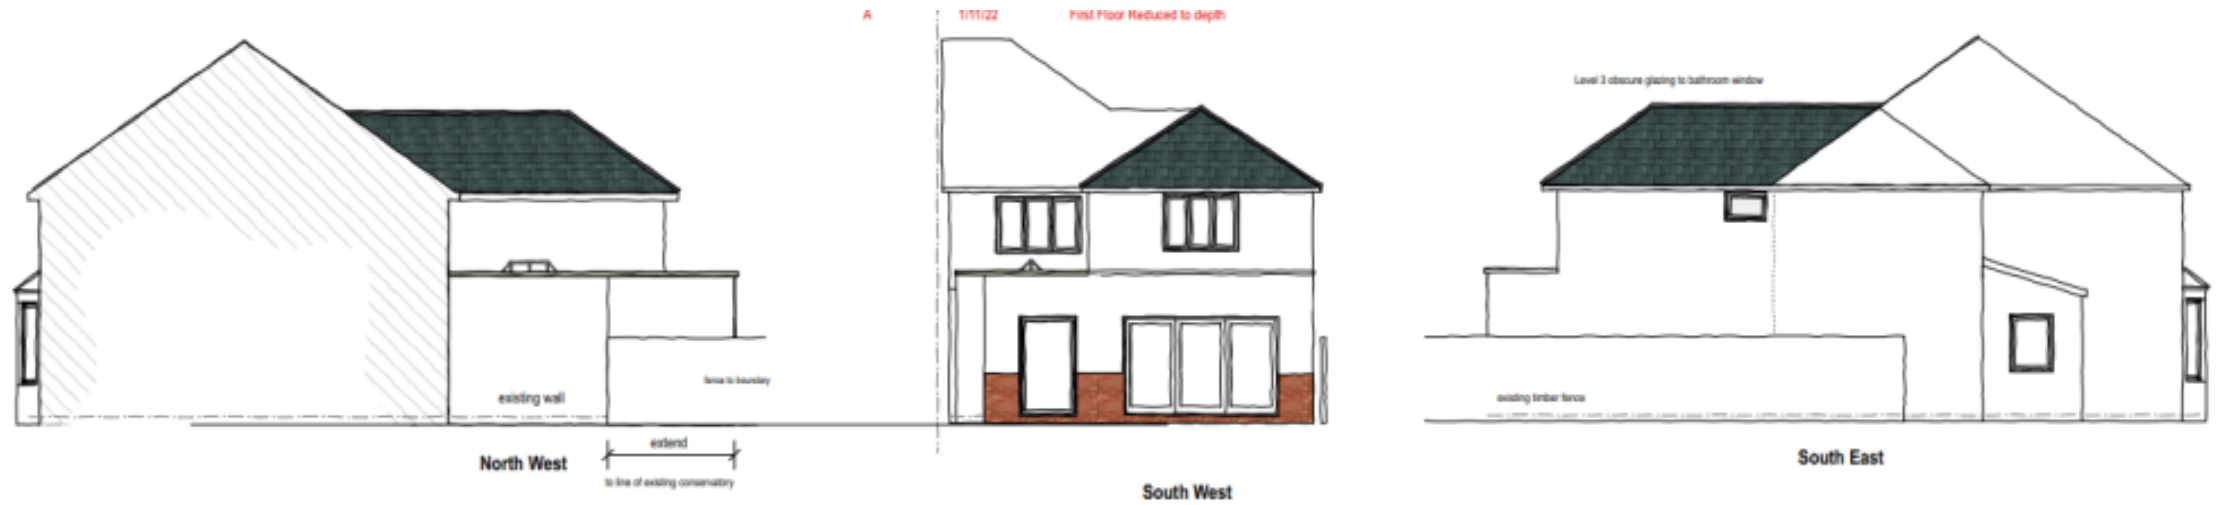 A 1/11/22 First Floor Reduced to depth
Level 3 obscure glazing to bathroom window
fence to boundary
existing wall
existing timber fence
extend
North West
to line of existing conservatory
South West
South East